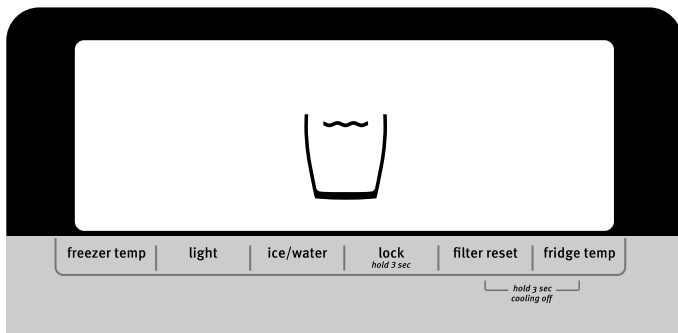 freezer temp
light
ice/water
lock
hold 3 sec
filter reset
fridge temp
hold 3 sec
cooling off